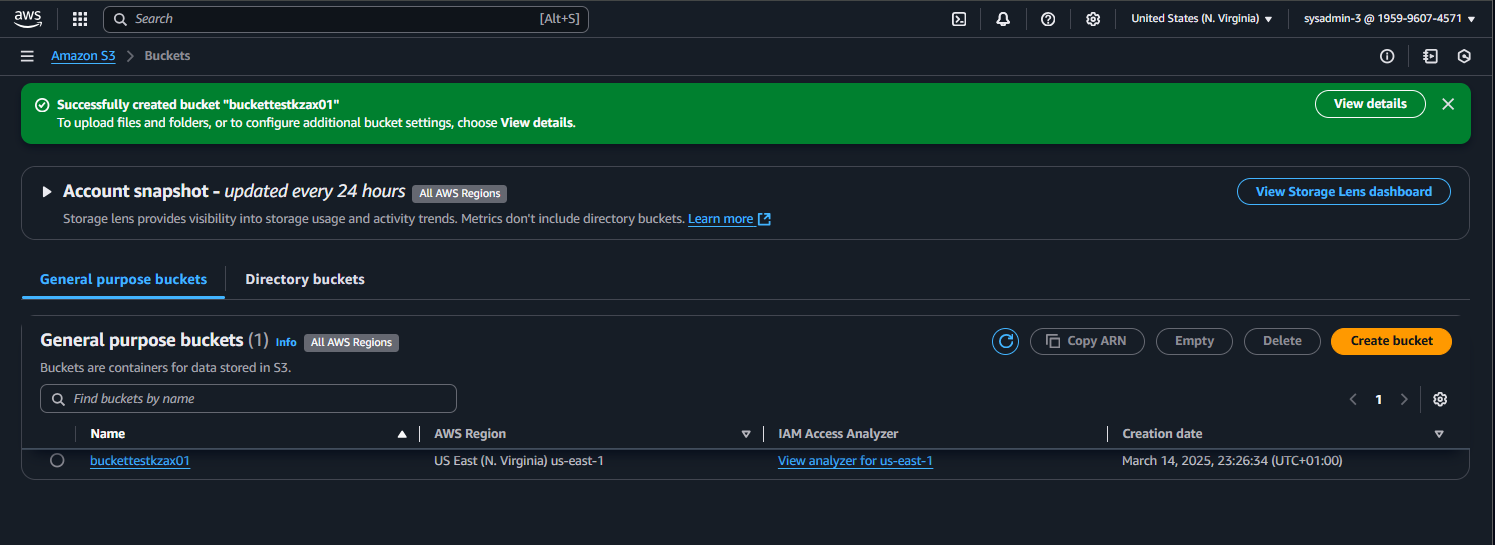 aws Search [Alt+S] United States (N. Virginia) sysadmin-3 @ 1959-9607-4571
Amazon S3 Buckets
Successfully created bucket "buckettestkzax01"
To upload files and folders, or to configure additional bucket settings, choose View details.
View details
Account snapshot - updated every 24 hours All AWS Regions
Storage lens provides visibility into storage usage and activity trends. Metrics don't include directory buckets. Learn more
View Storage Lens dashboard
General purpose buckets Directory buckets
General purpose buckets (1) Info All AWS Regions
Copy ARN Empty Delete Create bucket
Buckets are containers for data stored in S3.
Find buckets by name
1
Name AWS Region IAM Access Analyzer Creation date
buckettestkzax01 US East (N. Virginia) us-east-1 View analyzer for us-east-1 March 14, 2025, 23:26:34 (UTC+01:00)